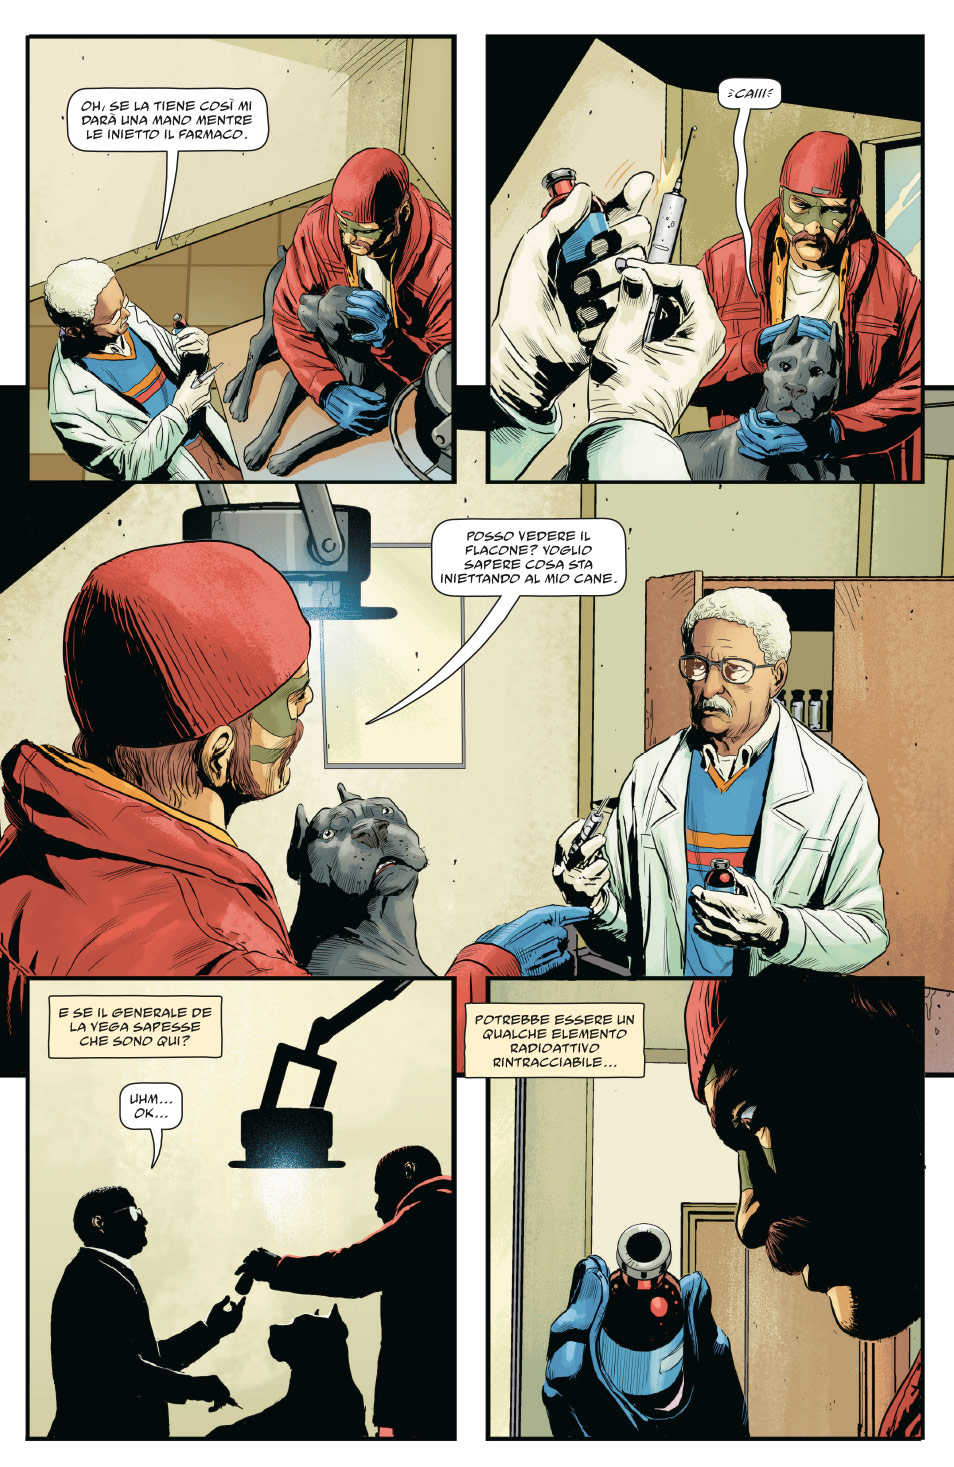 OH, SE LA TIENE COSÌ MI
DARÀ UNA MANO MENTRE
LE INIETTO IL FARMACO.
CAIII
POSSO VEDERE IL
FLACONE? VOGLIO
SAPERE COSA STA
INIETTANDO AL MIO CANE.
E SE IL GENERALE DE
LA VEGA SAPESSE
CHE SONO QUI?
UHM...
OK...
POTREBBE ESSERE UN
QUALCHE ELEMENTO
RADIOATTIVO
RINTRACCIABILE...